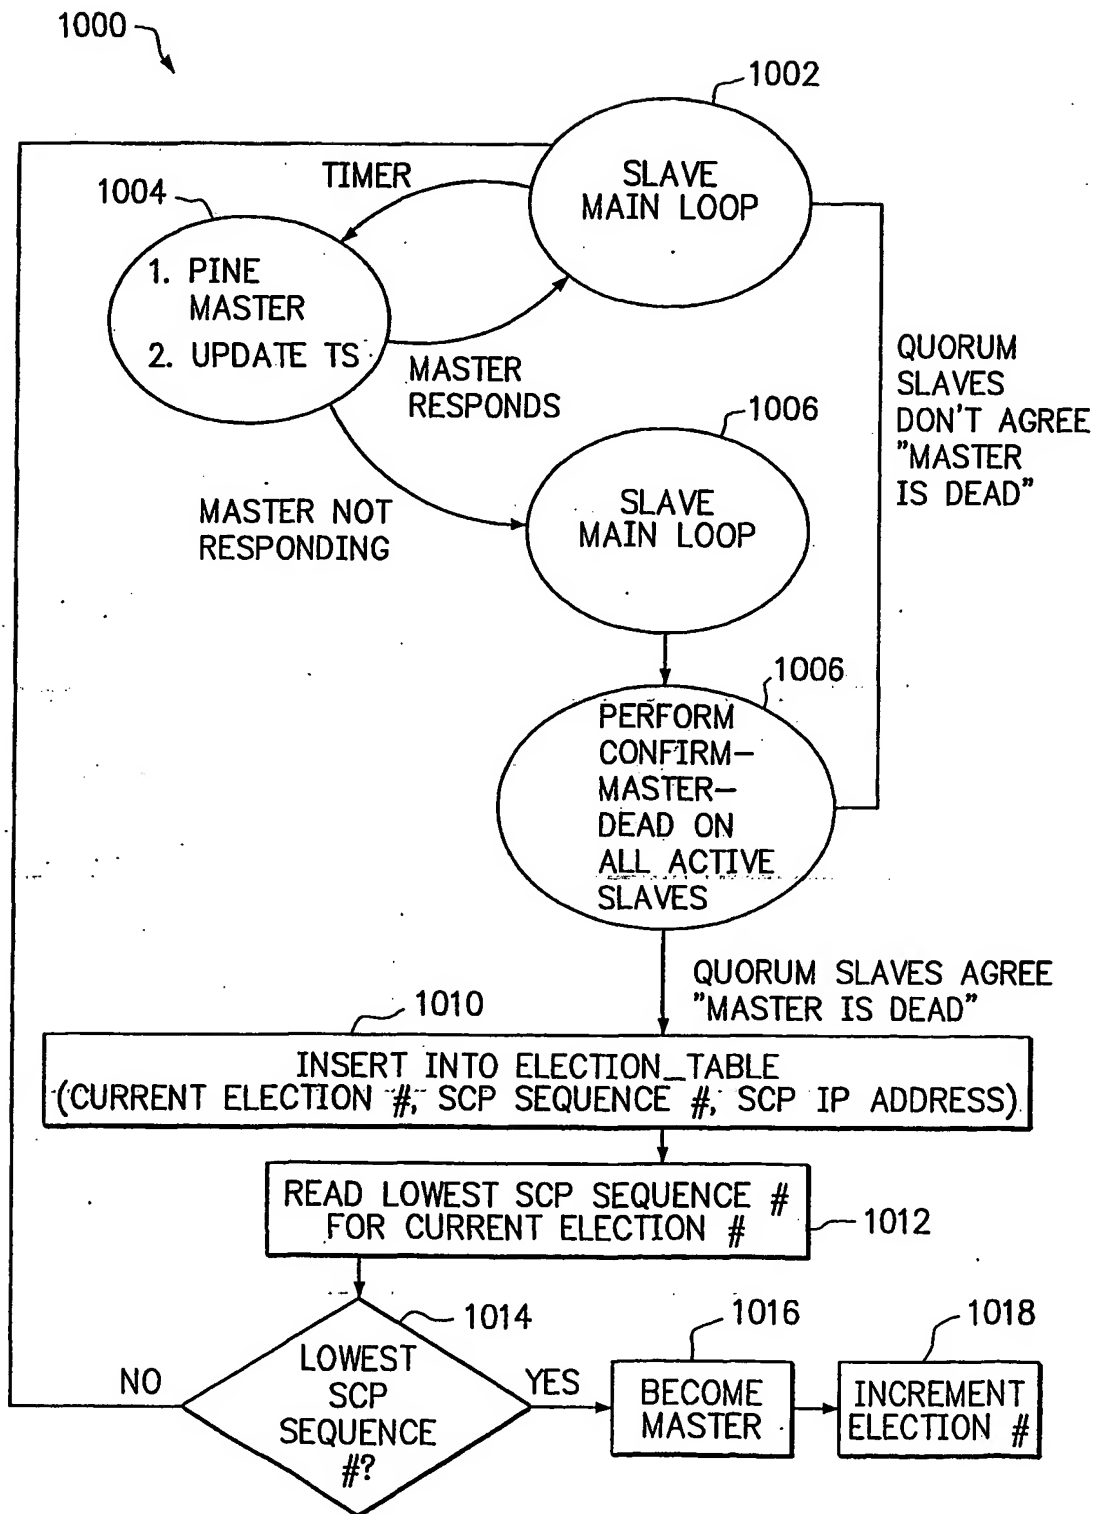 1000
1002
SLAVE
MAIN LOOP
TIMER
1004
1. PINE
MASTER
2. UPDATE TS
MASTER
RESPONDS
QUORUM
SLAVES
DON'T AGREE
"MASTER
IS DEAD"
1006
SLAVE
MAIN LOOP
MASTER NOT
RESPONDING
1006
PERFORM
CONFIRM-
MASTER-
DEAD ON
ALL ACTIVE
SLAVES
QUORUM SLAVES AGREE
"MASTER IS DEAD"
1010
INSERT INTO ELECTION_TABLE
(CURRENT ELECTION #, SCP SEQUENCE #, SCP IP ADDRESS)
READ LOWEST SCP SEQUENCE #
FOR CURRENT ELECTION #
1012
1014
LOWEST
SCP
SEQUENCE
#?
NO
YES
1016
BECOME
MASTER
1018
INCREMENT
ELECTION #